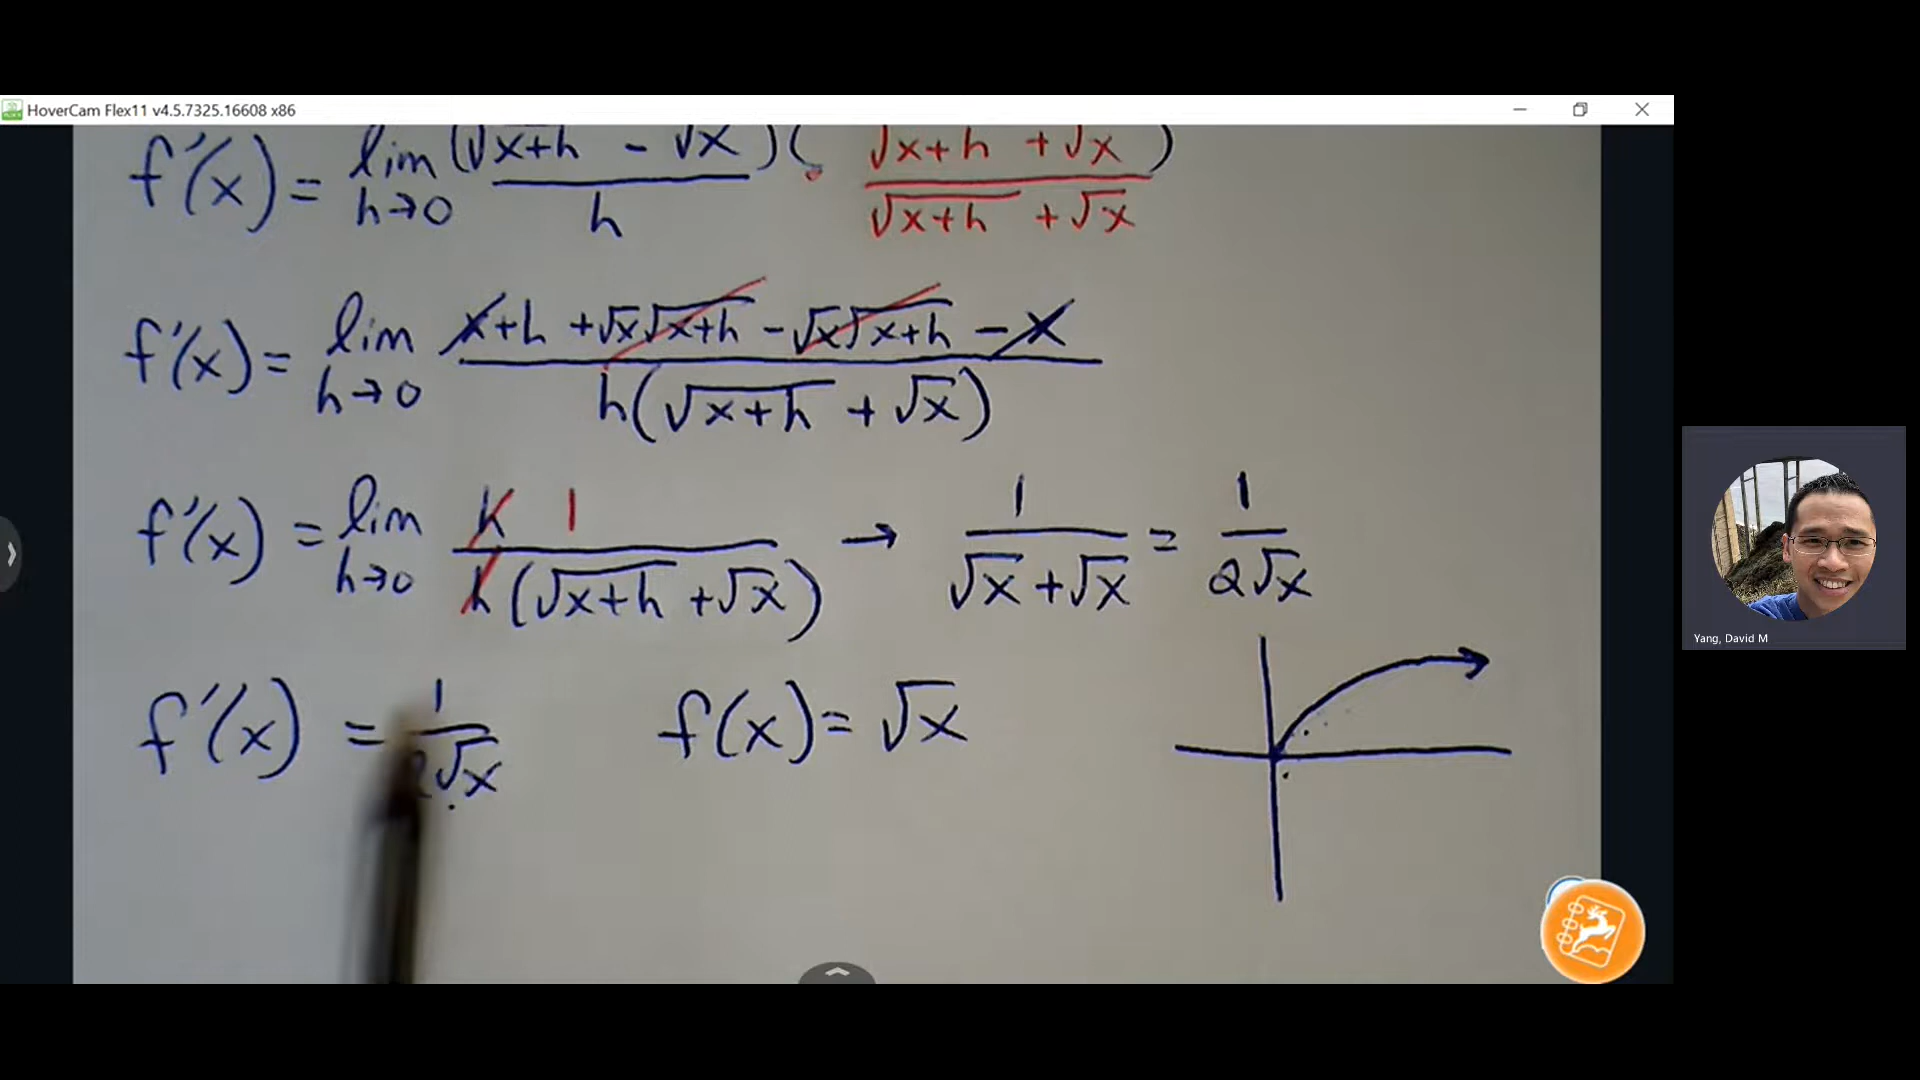 HoverCam Flex11 v4.5.7325.16608 x86
f'(x) = lim h→0 (√x+h - √x)/h ( · (√x+h + √x)/(√x+h + √x) )
f'(x) = lim h→0 (x+h +√x√x+h - √x√x+h - x)/(h(√x+h + √x))
f'(x) = lim h→0 h 1/(h(√x+h +√x)) → 1/(√x +√x) = 1/(2√x)
f'(x) = 1/(2√x) f(x) = √x
Yang, David M